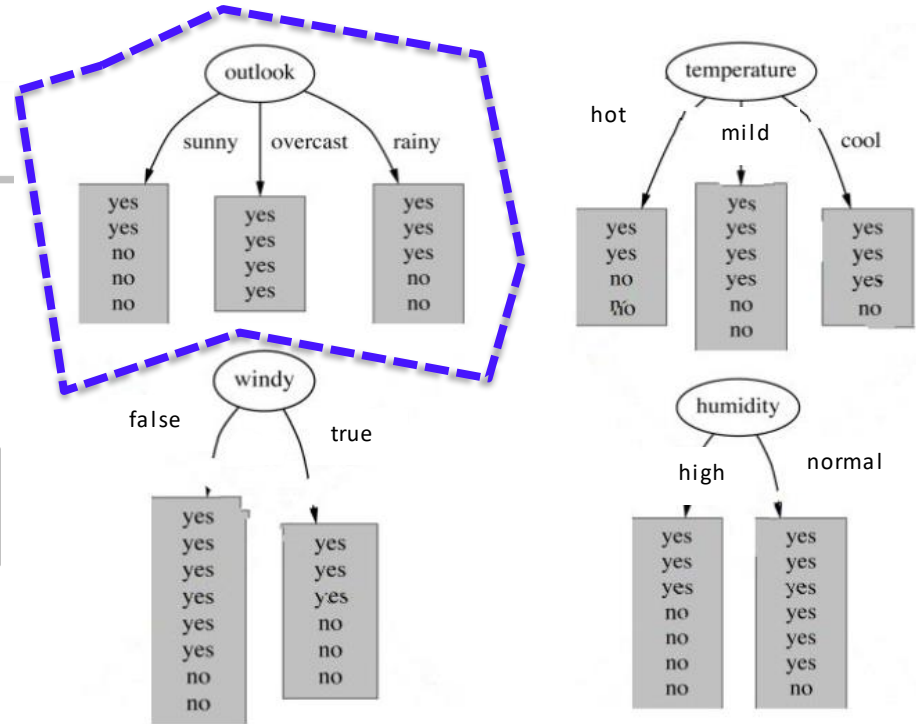 outlook
sunny overcast rainy
yes
yes
no
no
no
yes
yes
yes
yes
yes
yes
yes
no
no
temperature
hot mild cool
yes
yes
no
no
yes
yes
yes
yes
no
no
yes
yes
yes
no
windy
false true
yes
yes
yes
yes
yes
yes
no
no
yes
yes
yes
no
no
no
humidity
high normal
yes
yes
yes
no
no
no
no
yes
yes
yes
yes
yes
yes
no